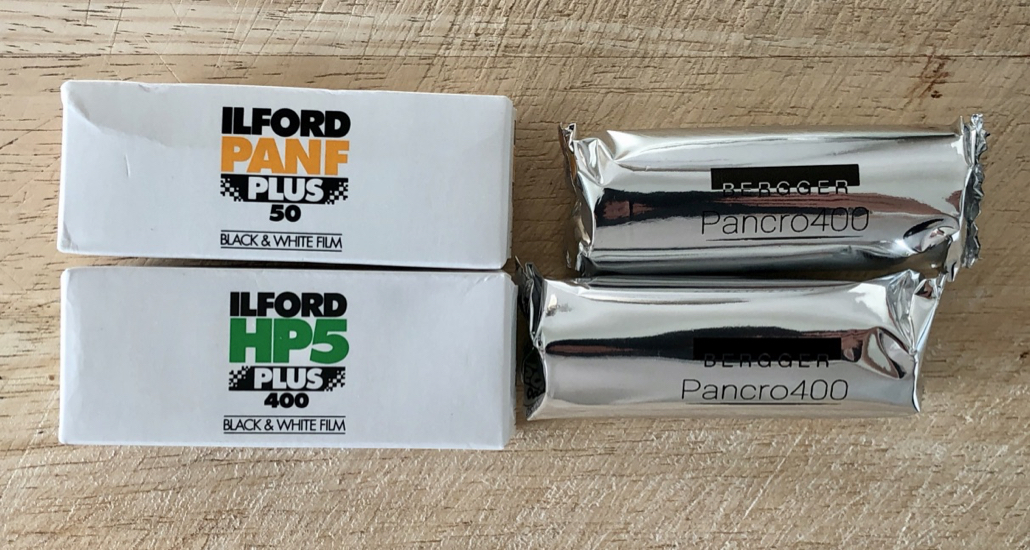 ILFORD
PANF
PLUS
50
BLACK & WHITE FILM
ILFORD
HP5
PLUS
400
BLACK & WHITE FILM
BERGGER
Pancro400
BERGGER
Pancro400